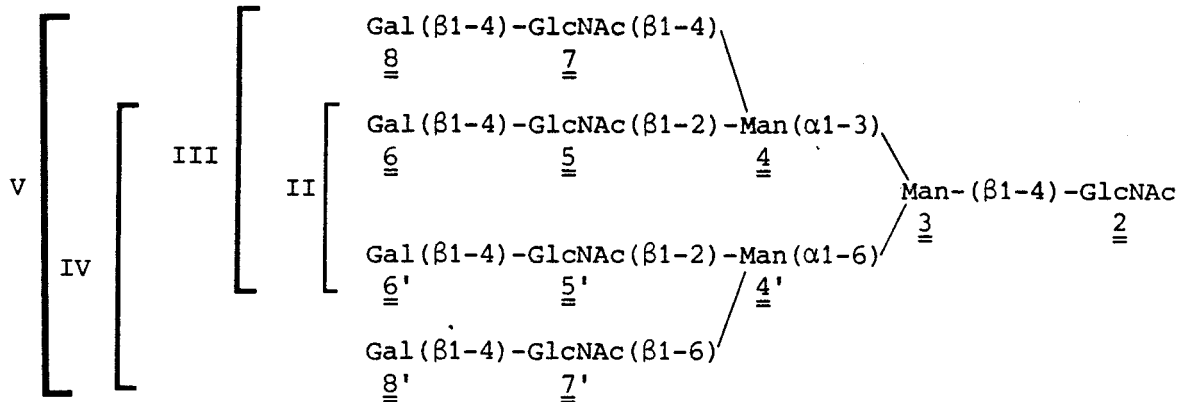 Gal(β1-4)-GlcNAc(β1-4)
8 7
III
Gal(β1-4)-GlcNAc(β1-2)-Man(α1-3)
6 5 4
V
II
Man-(β1-4)-GlcNAc
3 2
IV
Gal(β1-4)-GlcNAc(β1-2)-Man(α1-6)
6' 5' 4'
Gal(β1-4)-GlcNAc(β1-6)
8' 7'